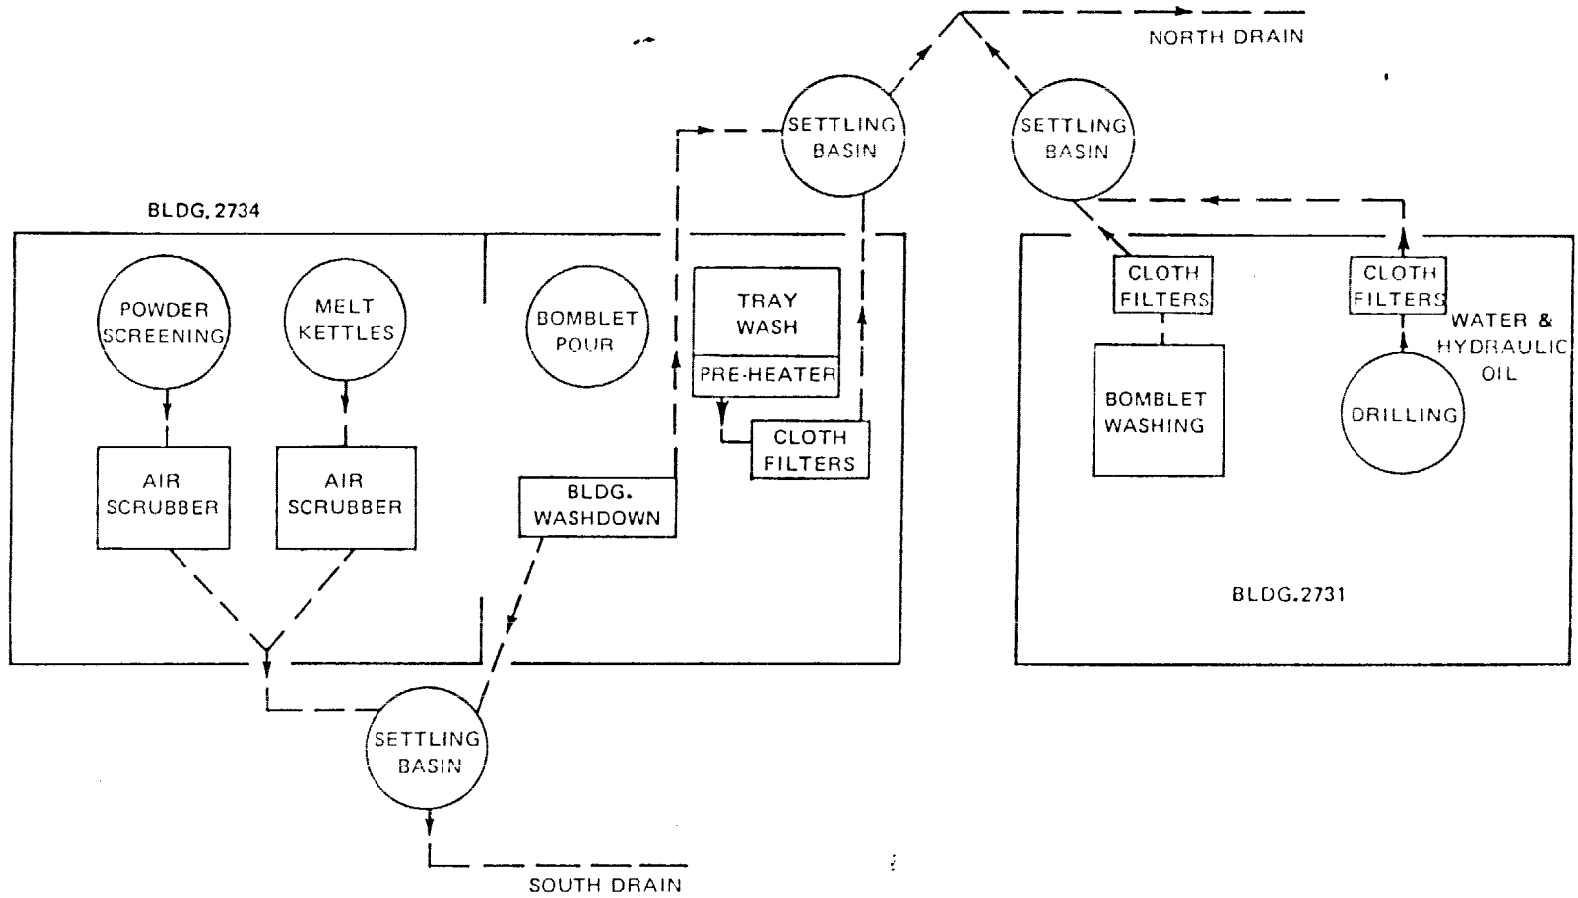 NORTH DRAIN
SETTLING
BASIN
SETTLING
BASIN
BLDG. 2734
POWDER
SCREENING
MELT
KETTLES
BOMBLET
POUR
TRAY
WASH
PRE-HEATER
CLOTH
FILTERS
AIR
SCRUBBER
AIR
SCRUBBER
BLDG.
WASHDOWN
CLOTH
FILTERS
CLOTH
FILTERS
WATER &
HYDRAULIC
OIL
BOMBLET
WASHING
DRILLING
BLDG.2731
SETTLING
BASIN
SOUTH DRAIN